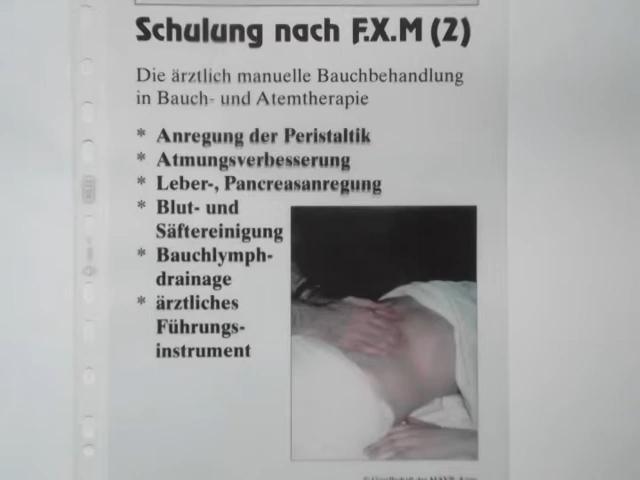 Schulung nach F.X.M (2)
Die ärztlich manuelle Bauchbehandlung
in Bauch- und Atemtherapie
* Anregung der Peristaltik
* Atmungsverbesserung
* Leber-, Pancreasanregung
* Blut- und
Säftereinigung
* Bauchlymph-
drainage
* ärztliches
Führungs-
instrument